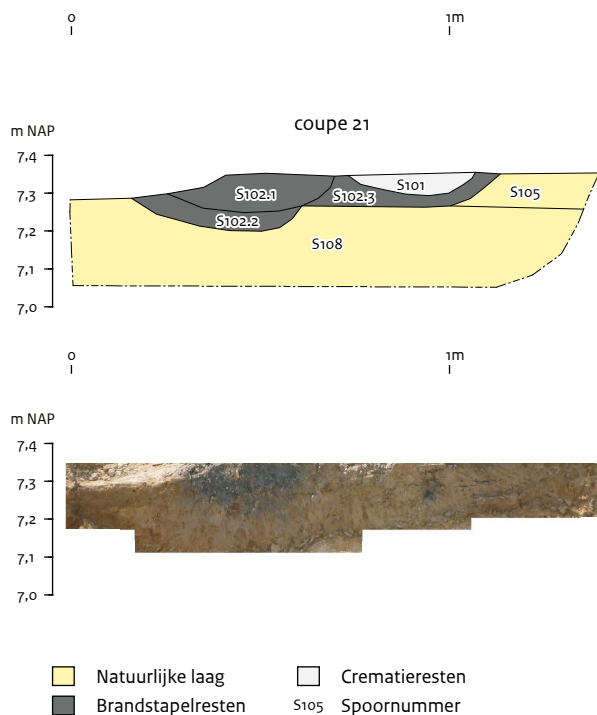 0 1m
coupe 21
m NAP
7,4
7,3
7,2
7,1
7,0
S102.1
S101
S102.3
S105
S102.2
S108
0 1m
m NAP
7,4
7,3
7,2
7,1
7,0
Natuurlijke laag
Crematieresten
Brandstapelresten
S105 Spoornummer